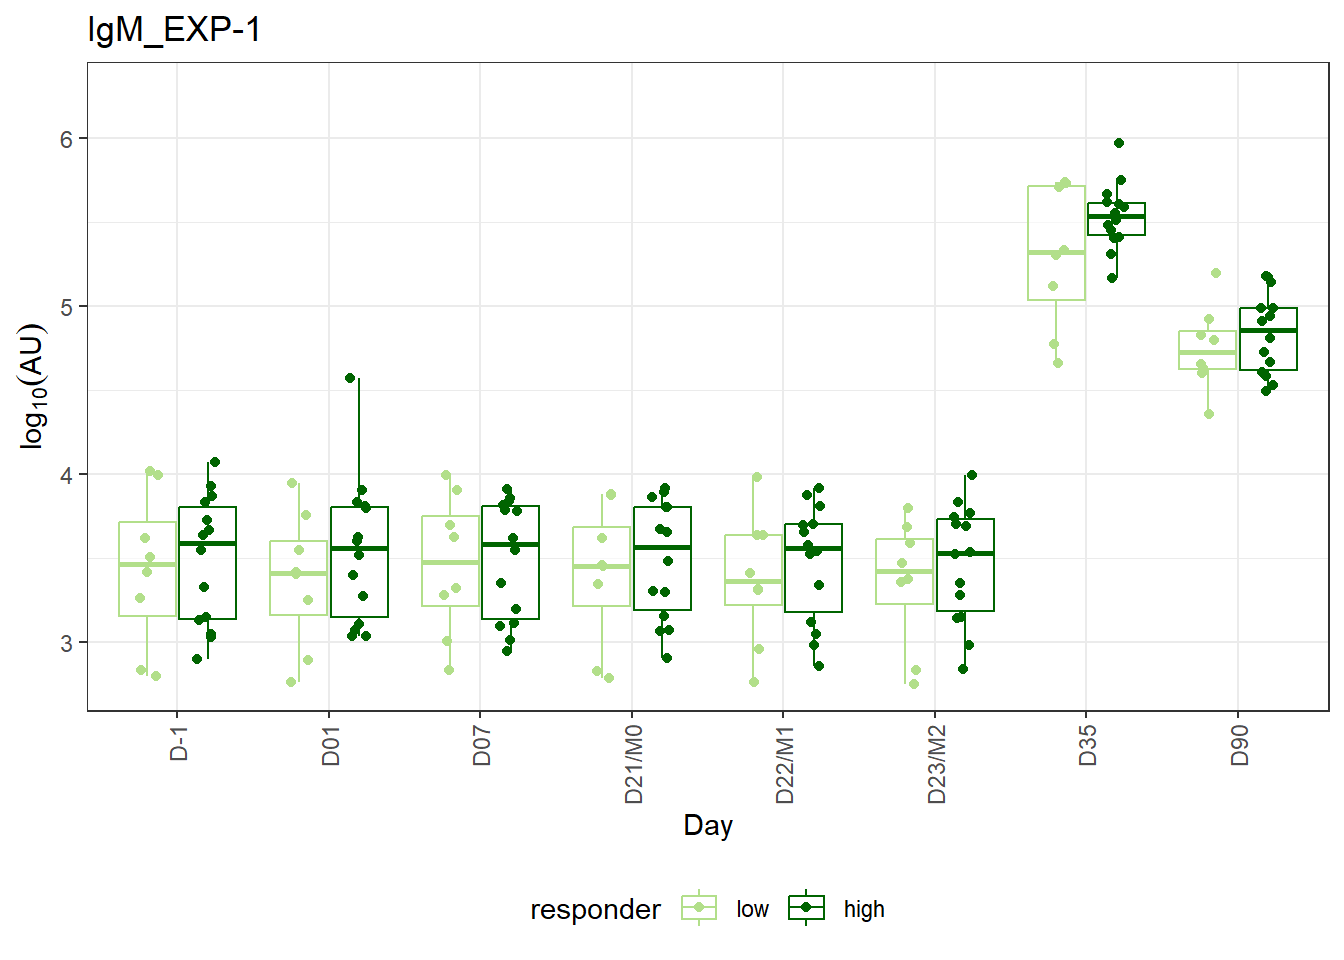 IgM_EXP-1
log10(AU)
6
5
4
3
D-1
D01
D07
D21/M0
D22/M1
D23/M2
D35
D90
Day
responder low high